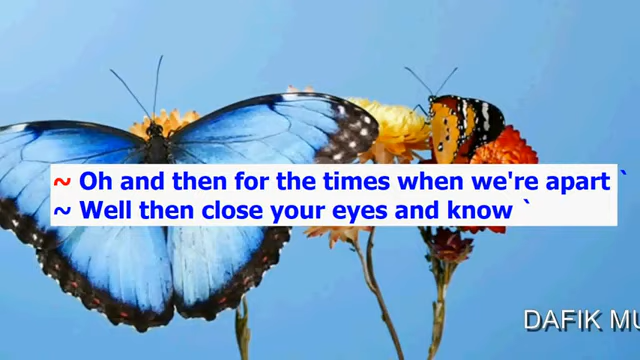 ~ Oh and then for the times when we're apart `
~ Well then close your eyes and know `
DAFIK MU